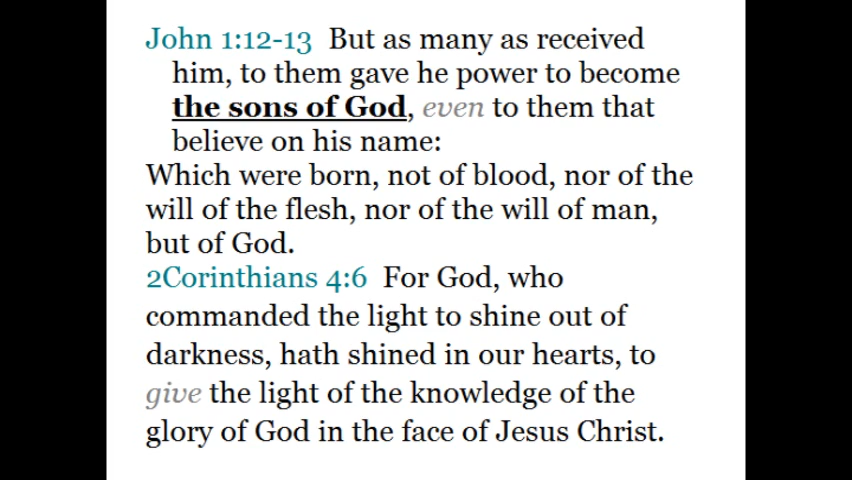 John 1:12-13 But as many as received
him, to them gave he power to become
the sons of God, even to them that
believe on his name:
Which were born, not of blood, nor of the
will of the flesh, nor of the will of man,
but of God.
2Corinthians 4:6 For God, who
commanded the light to shine out of
darkness, hath shined in our hearts, to
give the light of the knowledge of the
glory of God in the face of Jesus Christ.